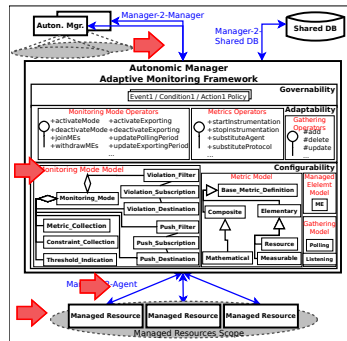 Manager-2-Manager
Auton. Mgr.
Manager-2-
Shared DB
Shared DB
Autonomic Manager
Adaptive Monitoring Framework
Governability
Event1 / Condition1 / Action1 Policy
Adaptability
Monitoring Mode Operators
+activateMode
+deactivateMode
+joinMEs
+withdrawMEs
...
+activateExporting
+deactivateExporting
+updatePollingPeriod
+updateExportingPeriod
Metrics Operators
+startInstrumentation
+stopInstrumentation
+substituteAgent
+substituteProtocol
...
Gathering
Operators
#add
#delete
#update
...
Configurability
Monitoring Mode Model
Monitoring_Mode
Metric_Collection
Constraint_Collection
Threshold_Indication
Violation_Filter
Violation_Subscription
Violation_Destination
Push_Filter
Push_Subscription
Push_Destination
Metric Model
Base_Metric_Definition
Composite
Elementary
Resource
Mathematical
Measurable
Managed
Elelemt Model
ME
Gathering
Model
Polling
Listening
-Agent
Managed Resource
Managed Resource
Managed Resource
Managed Resources Scope